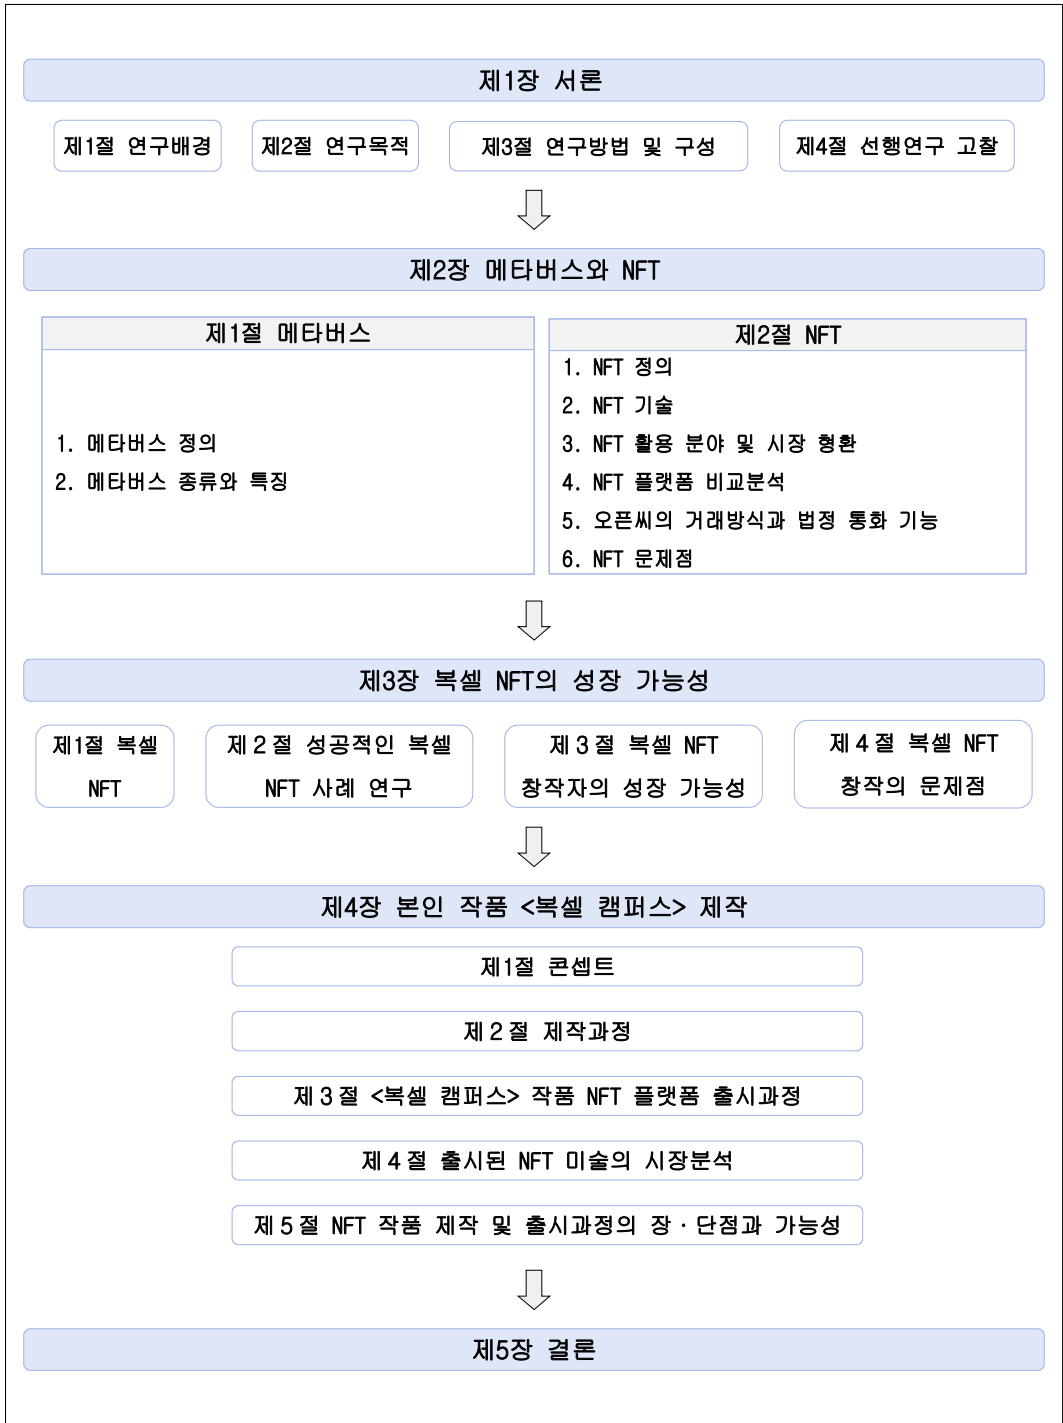 제1장 서론
제1절 연구배경
제2절 연구목적
제3절 연구방법 및 구성
제4절 선행연구 고찰
제2장 메타버스와 NFT
제1절 메타버스
1. 메타버스 정의
2. 메타버스 종류와 특징
제2절 NFT
1. NFT 정의
2. NFT 기술
3. NFT 활용 분야 및 시장 형환
4. NFT 플랫폼 비교분석
5. 오픈씨의 거래방식과 법정 통화 기능
6. NFT 문제점
제3장 복셀 NFT의 성장 가능성
제1절 복셀
NFT
제2절 성공적인 복셀
NFT 사례 연구
제3절 복셀 NFT
창작자의 성장 가능성
제4절 복셀 NFT
창작의 문제점
제4장 본인 작품 <복셀 캠퍼스> 제작
제1절 콘셉트
제2절 제작과정
제3절 <복셀 캠퍼스> 작품 NFT 플랫폼 출시과정
제4절 출시된 NFT 미술의 시장분석
제5절 NFT 작품 제작 및 출시과정의 장·단점과 가능성
제5장 결론